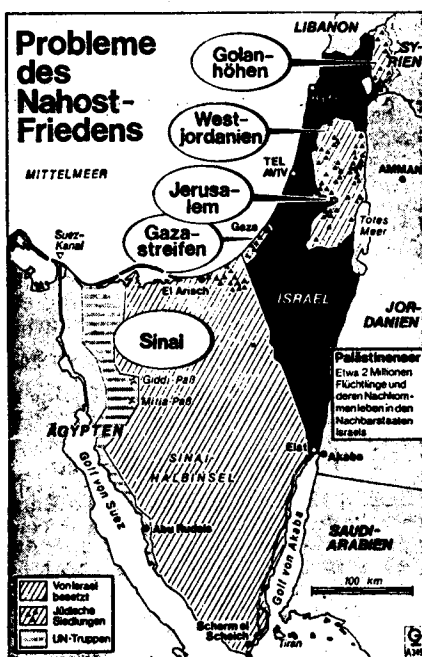 Probleme
des
Nahost-
Friedens
LIBANON
SY-
RIEN
Golan-
höhen
West-
jordanien
TEL
AVIV
AMMAN
MITTELMEER
Jerusa-
lem
Suez-
Kanal
Gaza-
streifen
Gaza
Totes
Meer
El Arisch
ISRAEL
Sinai
JOR-
DANIEN
Giddi-Paß
Mitla-Paß
Palästinenser
Etwa 2 Millionen
Flüchtlinge und
deren Nachkom-
men leben in den
Nachbarstaaten
Israels
ÄGYPTEN
SINAI-
HALBINSEL
Elat
Akaba
Golf von Suez
Abu Rudeis
Golf von Akaba
SAUDI-
ARABIEN
100 km
Von Israel
besetzt
Jüdische
Siedlungen
UN-Truppen
Scherm el
Scheich
Tiran